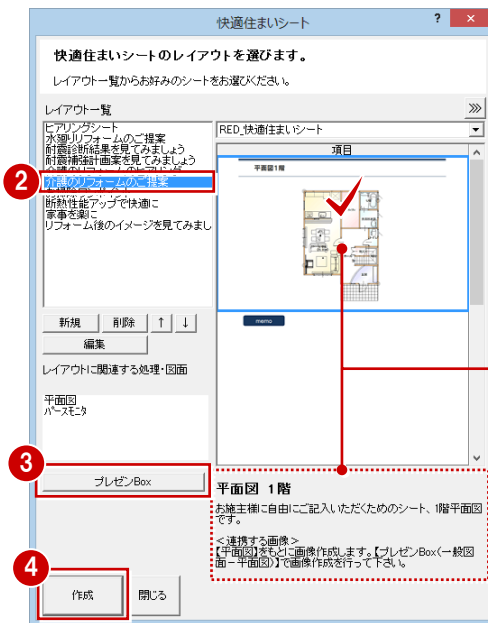 快適住まいシート
? ×
快適住まいシートのレイアウトを選びます。
レイアウト一覧からお好みのシートをお選びください。
レイアウト一覧
ヒアリングシート
水廻りリフォームのご提案
耐震診断結果を見てみましょう
耐震補強計画案を見てみましょう
2
介護のリフォームのご提案
断熱性能アップで快適に
家事を楽に
リフォーム後のイメージを見てみまし
RED_快適住まいシート
項目
平面図1階
memo
新規
削除
↑
↓
編集
レイアウトに関連する処理・図面
平面図
パースモニタ
3
プレゼンBox
平面図 1階
お施主様に自由にご記入いただくためのシート、1階平面図
です。
<連携する画像>
【平面図】をもとに画像作成します。【プレゼンBox(一般図
面-平面図)】で画像作成を行って下さい。
4
作成
閉じる